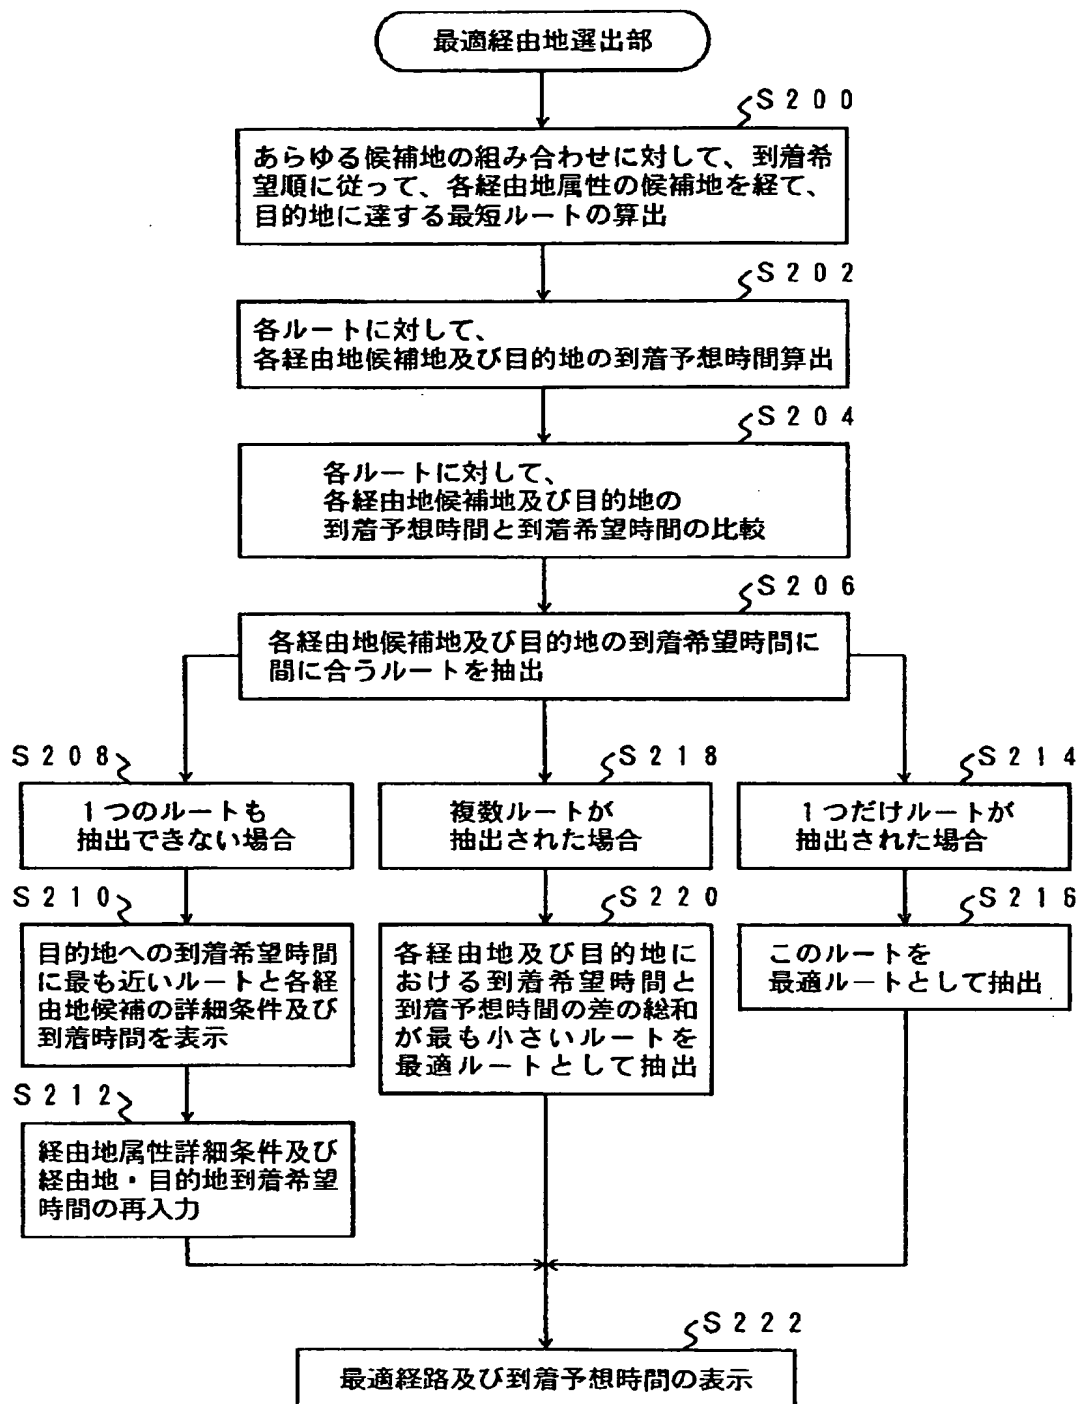 最適経由地選出部
S200
あらゆる候補地の組み合わせに対して、到着希
望順に従って、各経由地属性の候補地を経て、
目的地に達する最短ルートの算出
S202
各ルートに対して、
各経由地候補地及び目的地の到着予想時間算出
S204
各ルートに対して、
各経由地候補地及び目的地の
到着予想時間と到着希望時間の比較
S206
各経由地候補地及び目的地の到着希望時間に
間に合うルートを抽出
S208
1つのルートも
抽出できない場合
S210
目的地への到着希望時間
に最も近いルートと各経
由地候補の詳細条件及び
到着時間を表示
S212
経由地属性詳細条件及び
経由地・目的地到着希望
時間の再入力
S218
複数ルートが
抽出された場合
S220
各経由地及び目的地に
おける到着希望時間と
到着予想時間の差の総和
が最も小さいルートを
最適ルートとして抽出
S214
1つだけルートが
抽出された場合
S216
このルートを
最適ルートとして抽出
S222
最適経路及び到着予想時間の表示